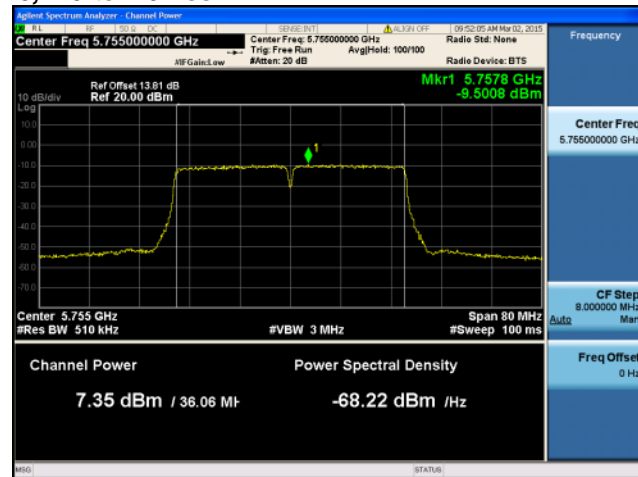 Agilent Spectrum Analyzer - Channel Power
RL RF 50 Ω DC SENSE:INT ALIGN OFF 09:52:05 AM Mar 02, 2015
Center Freq 5.755000000 GHz
Center Freq: 5.755000000 GHz
Radio Std: None
Trig: Free Run Avg|Hold: 100/100
#IFGain:Low #Atten: 20 dB Radio Device: BTS
Ref Offset 13.81 dB
10 dB/div Ref 20.00 dBm
Mkr1 5.7578 GHz
-9.5008 dBm
Log
10.0
0.00
-10.0
-20.0
-30.0
-40.0
-50.0
-60.0
-70.0
1
Center 5.755 GHz Span 80 MHz
#Res BW 510 kHz #VBW 3 MHz #Sweep 100 ms
Channel Power Power Spectral Density
7.35 dBm / 36.06 MH -68.22 dBm /Hz
MSG STATUS
Frequency
Center Freq
5.755000000 GHz
CF Step
8.000000 MHz
Auto Man
Freq Offset
0 Hz